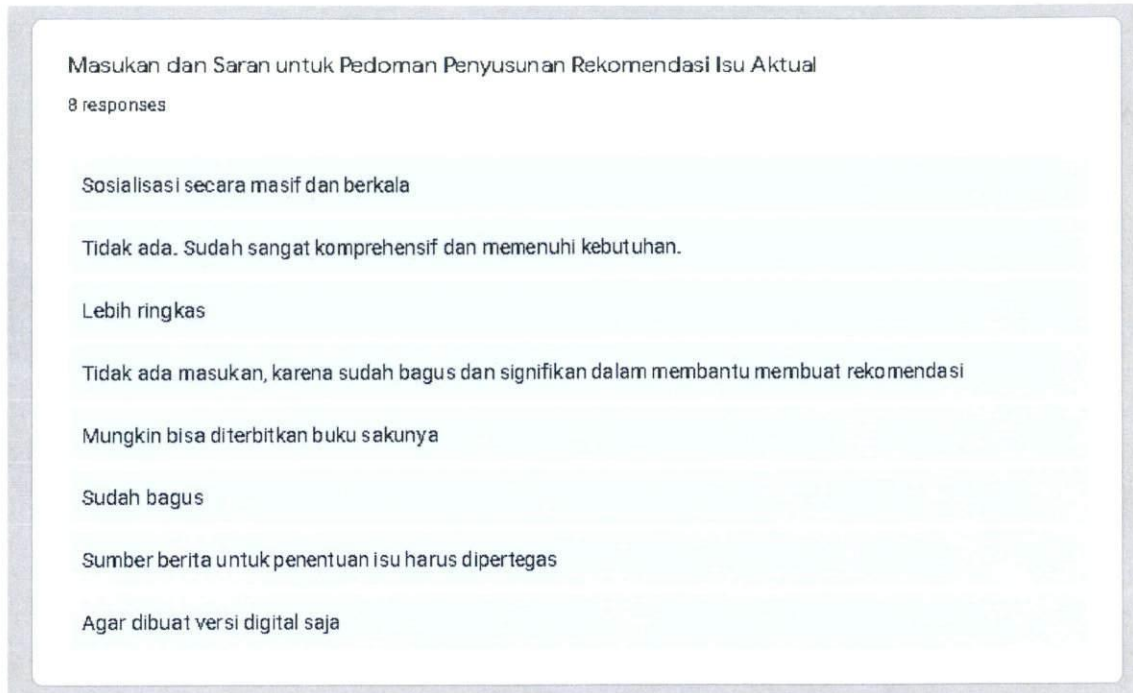 Masukan dan Saran untuk Pedoman Penyusunan Rekomendasi Isu Aktual
8 responses
Sosialisasi secara masif dan berkala
Tidak ada. Sudah sangat komprehensif dan memenuhi kebutuhan.
Lebih ringkas
Tidak ada masukan, karena sudah bagus dan signifikan dalam membantu membuat rekomendasi
Mungkin bisa diterbitkan buku sakunya
Sudah bagus
Sumber berita untuk penentuan isu harus dipertegas
Agar dibuat versi digital saja